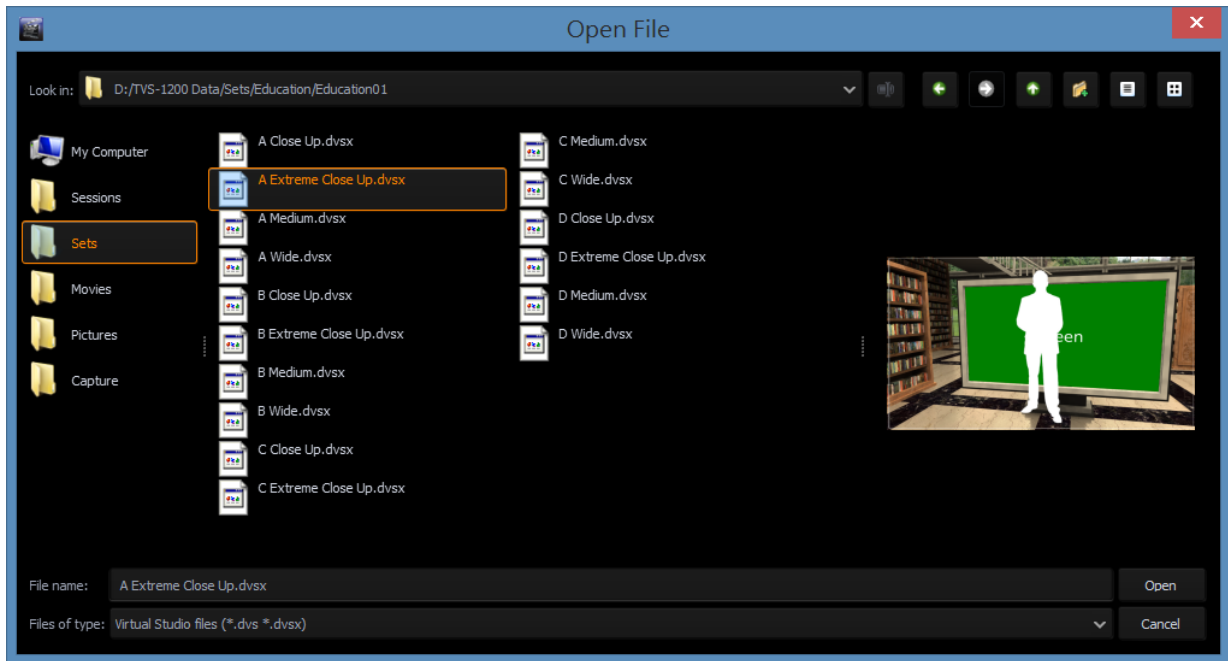 Open File
Look in: D:/TVS-1200 Data/Sets/Education/Education01
My Computer
Sessions
Sets
Movies
Pictures
Capture
A Close Up.dvsx
A Extreme Close Up.dvsx
A Medium.dvsx
A Wide.dvsx
B Close Up.dvsx
B Extreme Close Up.dvsx
B Medium.dvsx
B Wide.dvsx
C Close Up.dvsx
C Extreme Close Up.dvsx
C Medium.dvsx
C Wide.dvsx
D Close Up.dvsx
D Extreme Close Up.dvsx
D Medium.dvsx
D Wide.dvsx
File name: A Extreme Close Up.dvsx
Open
Files of type: Virtual Studio files (*.dvs *.dvsx)
Cancel